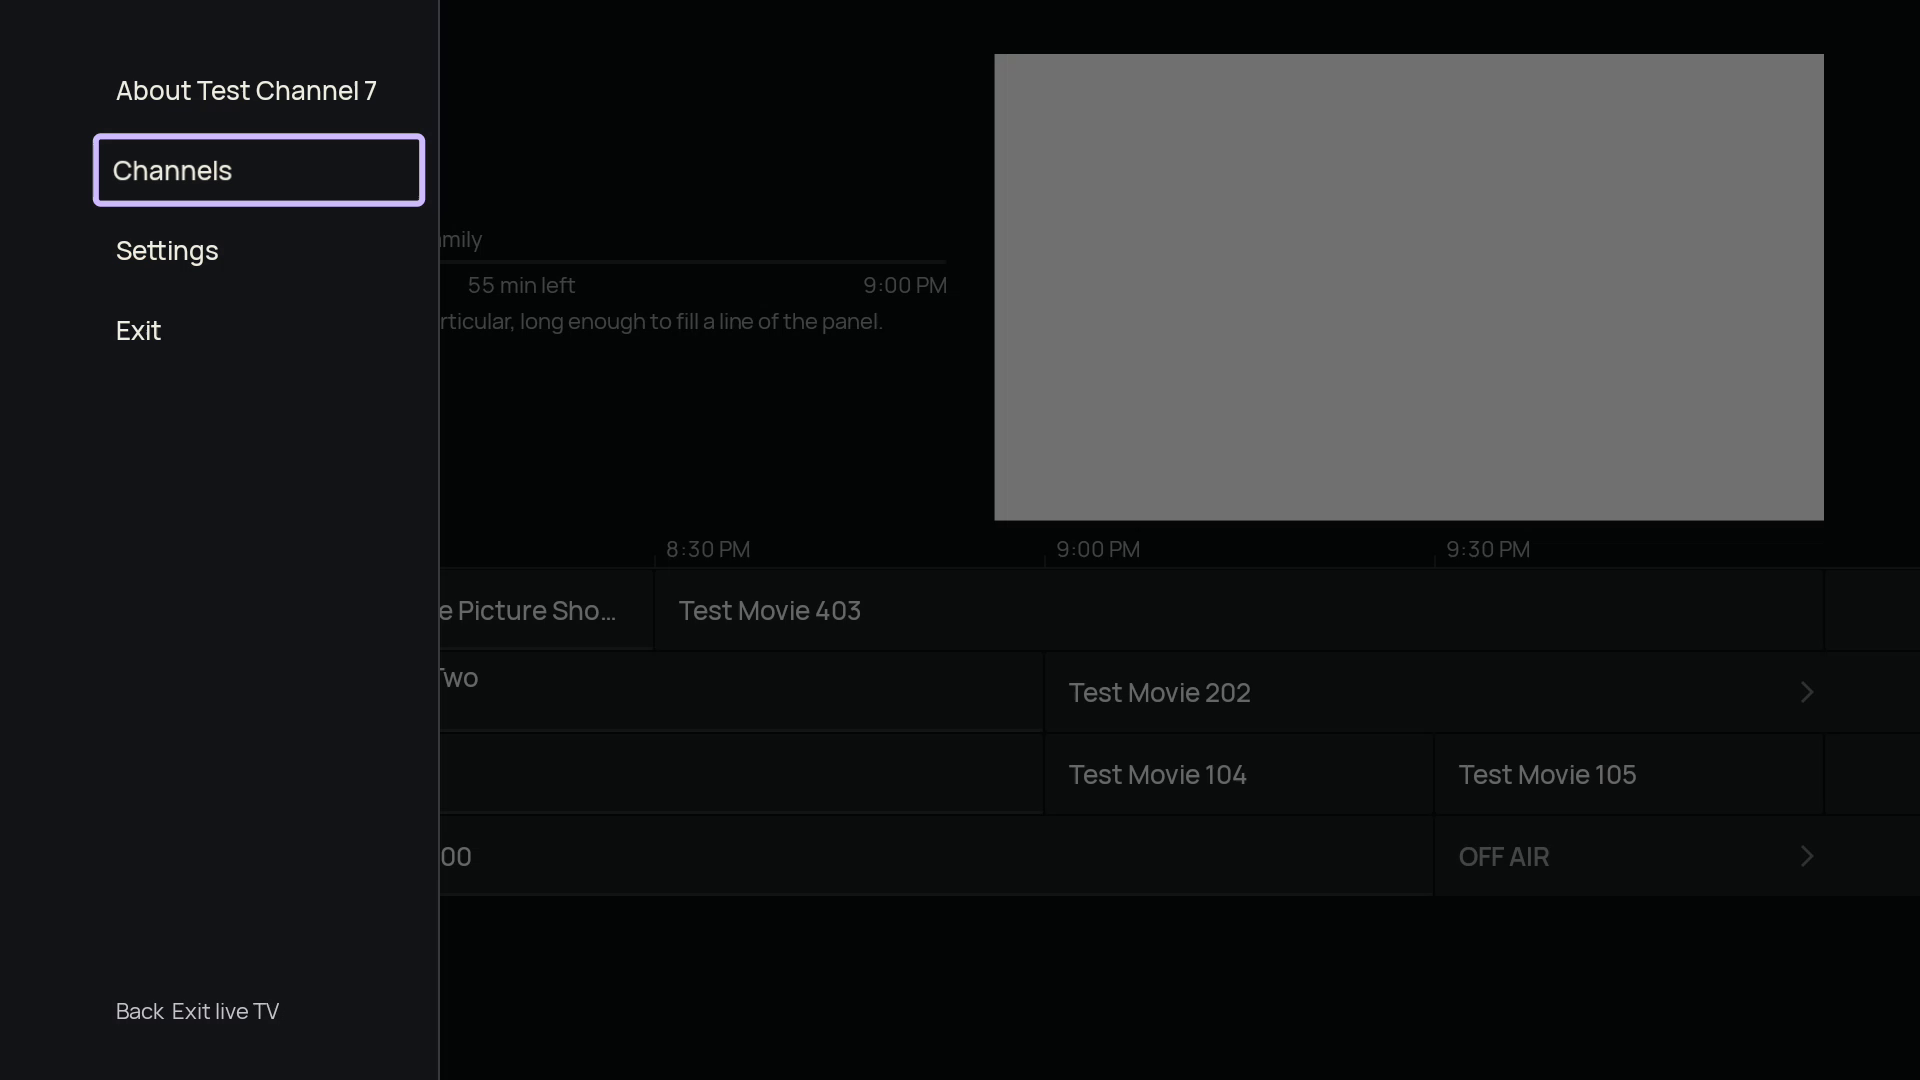 About Test Channel 7
Channels
Settings
Exit
Back Exit live TV
mily
55 min left
9:00 PM
rticular, long enough to fill a line of the panel.
8:30 PM
9:00 PM
9:30 PM
e Picture Sho...
Test Movie 403
Two
Test Movie 202
Test Movie 104
Test Movie 105
00
OFF AIR